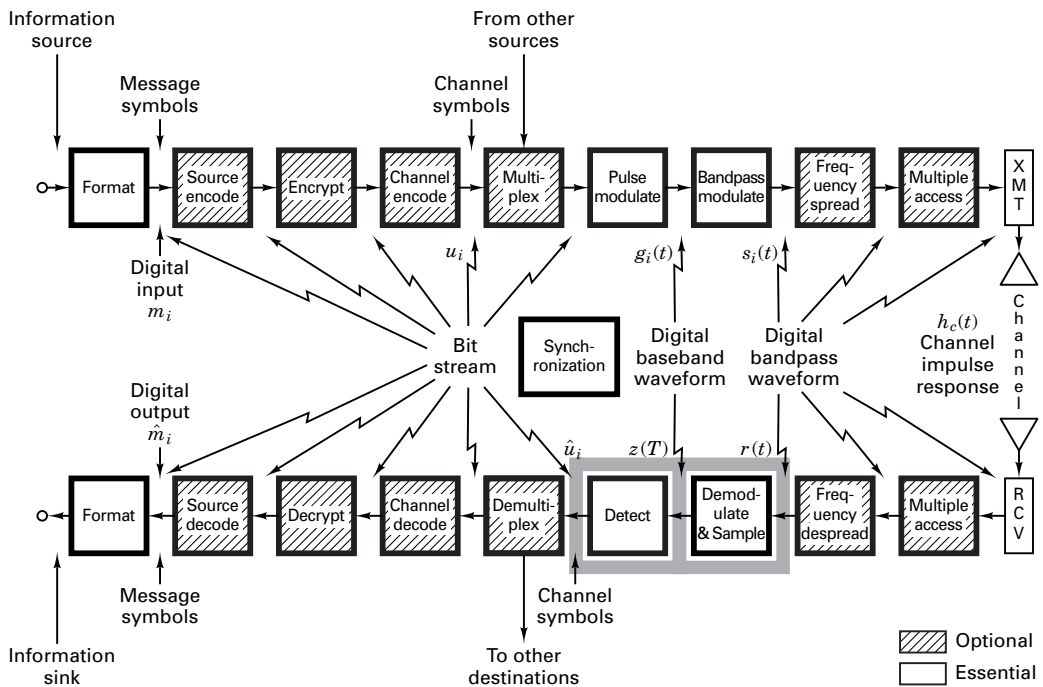 Information
source
From other
sources
Message
symbols
Channel
symbols
Format
Source
encode
Encrypt
Channel
encode
Multi-
plex
Pulse
modulate
Bandpass
modulate
Freq-
uency
spread
Multiple
access
X
M
T
Digital
input
m_i
u_i
g_i(t)
s_i(t)
Bit
stream
Synch-
ronization
Digital
baseband
waveform
Digital
bandpass
waveform
h_c(t)
Channel
impulse
response
C
h
a
n
n
e
l
Digital
output
m̂_i
û_i
z(T)
r(t)
Format
Source
decode
Decrypt
Channel
decode
Demulti-
plex
Detect
Demod-
ulate
& Sample
Freq-
uency
despread
Multiple
access
R
C
V
Message
symbols
Channel
symbols
Information
sink
To other
destinations
Optional
Essential